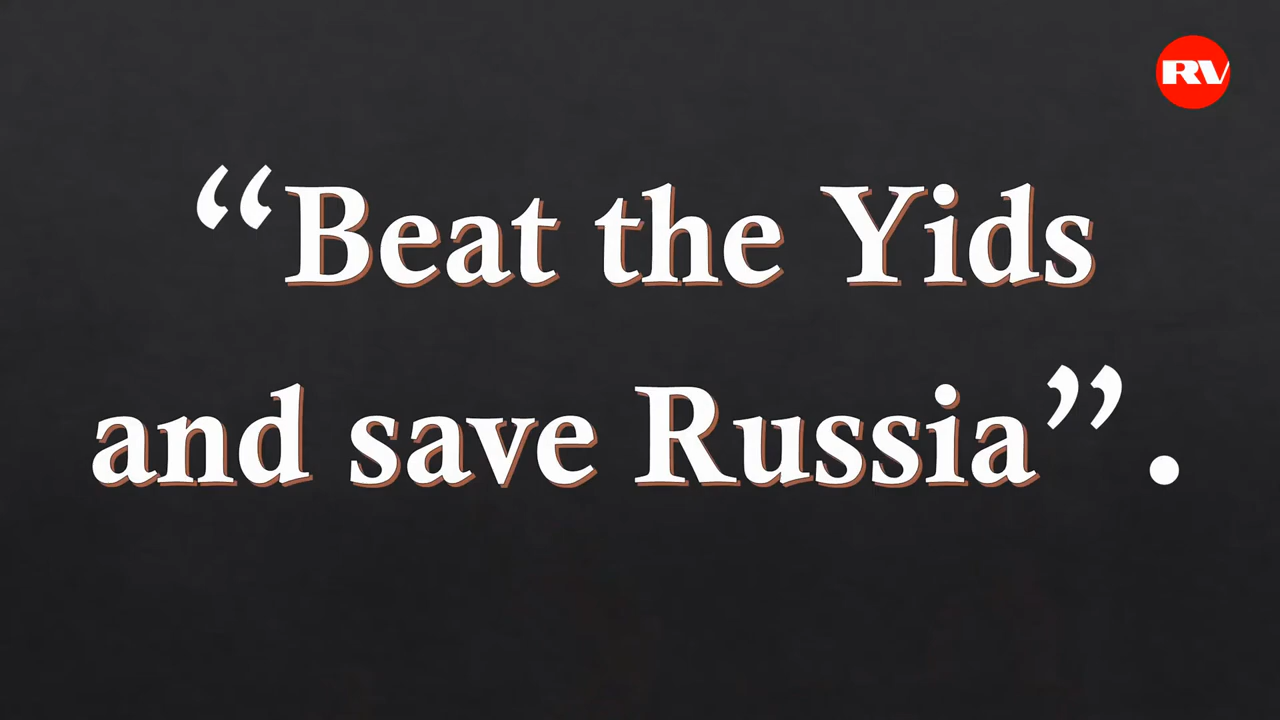 RV
“Beat the Yids
and save Russia”.